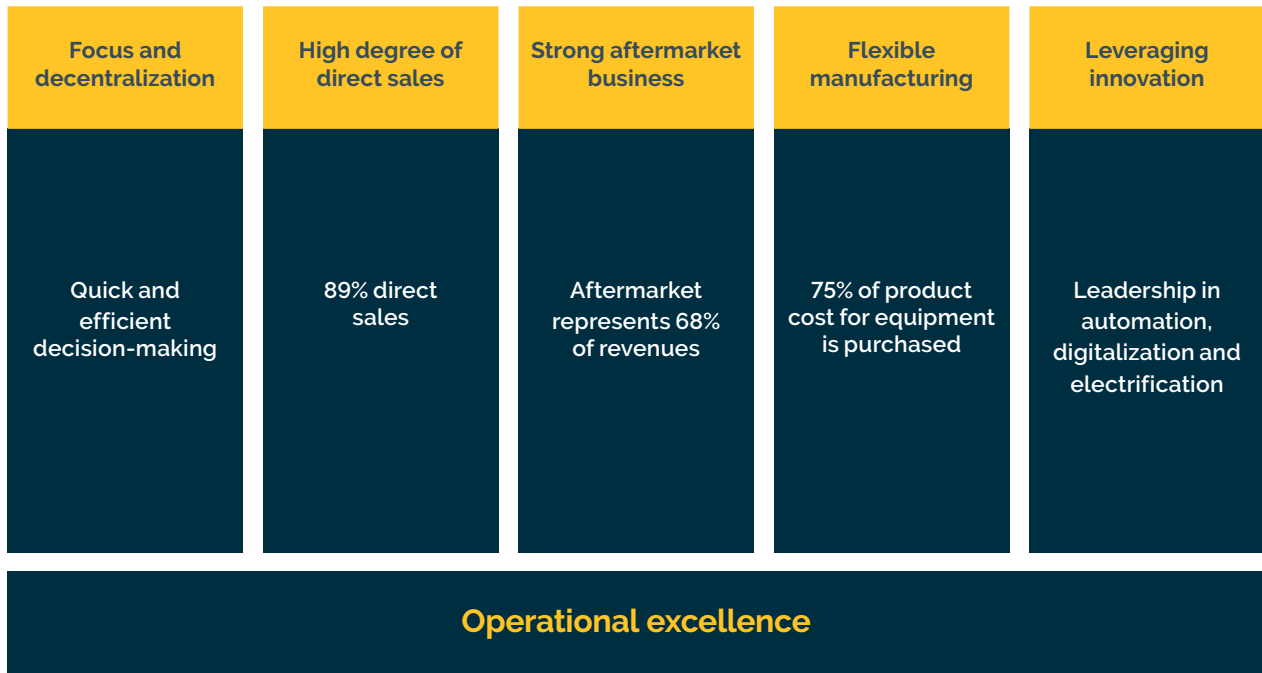 Focus and
decentralization
High degree of
direct sales
Strong aftermarket
business
Flexible
manufacturing
Leveraging
innovation
Quick and
efficient
decision-making
89% direct
sales
Aftermarket
represents 68%
of revenues
75% of product
cost for equipment
is purchased
Leadership in
automation,
digitalization and
electrification
Operational excellence